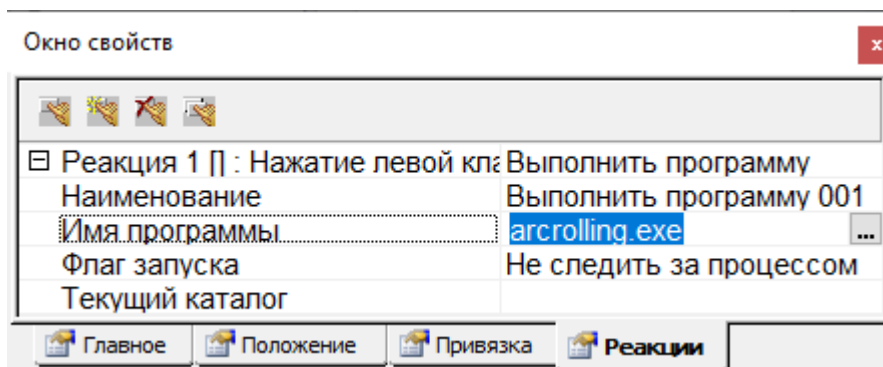 Окно свойств
x
Реакция 1 [] : Нажатие левой кла Выполнить программу
Наименование Выполнить программу 001
Имя программы arcrolling.exe ...
Флаг запуска Не следить за процессом
Текущий каталог
Главное Положение Привязка Реакции